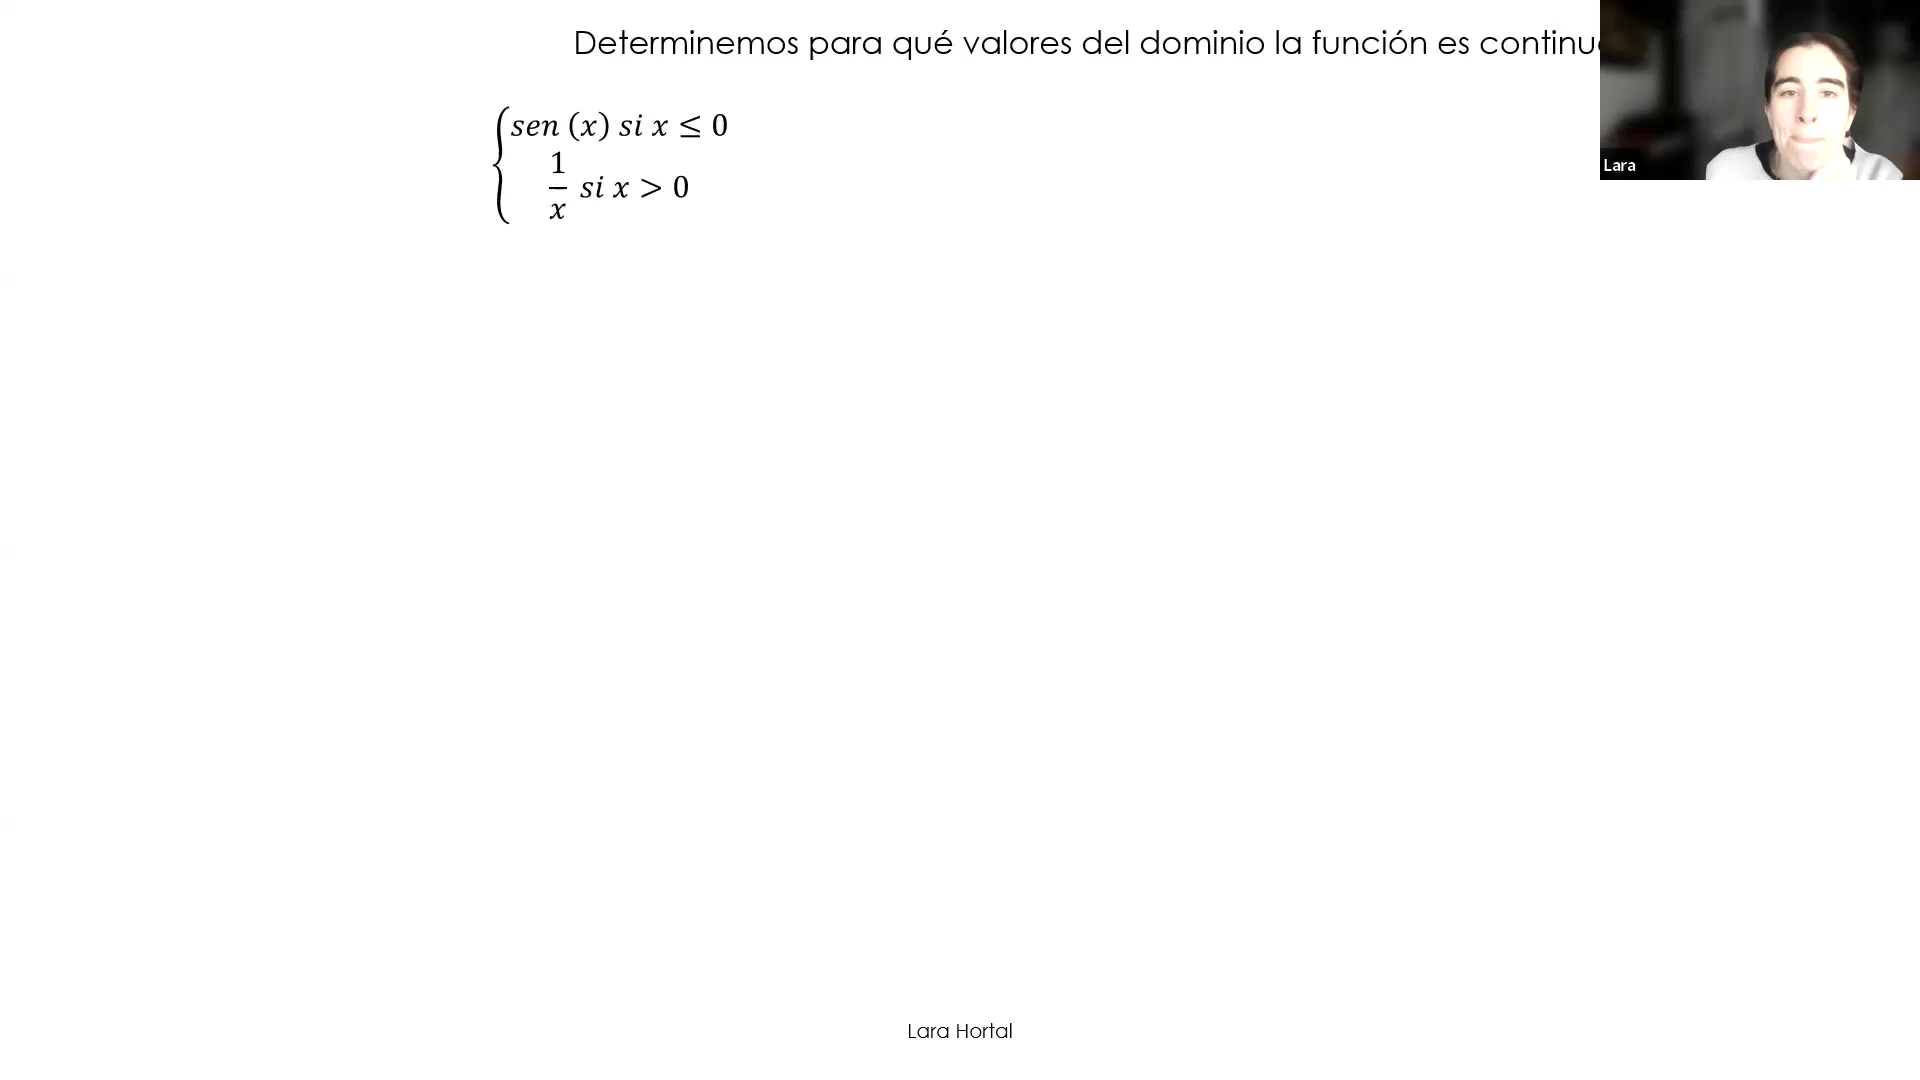 Determinemos para qué valores del dominio la función es continu
sen (x) si x ≤ 0
1/x si x > 0
Lara
Lara Hortal